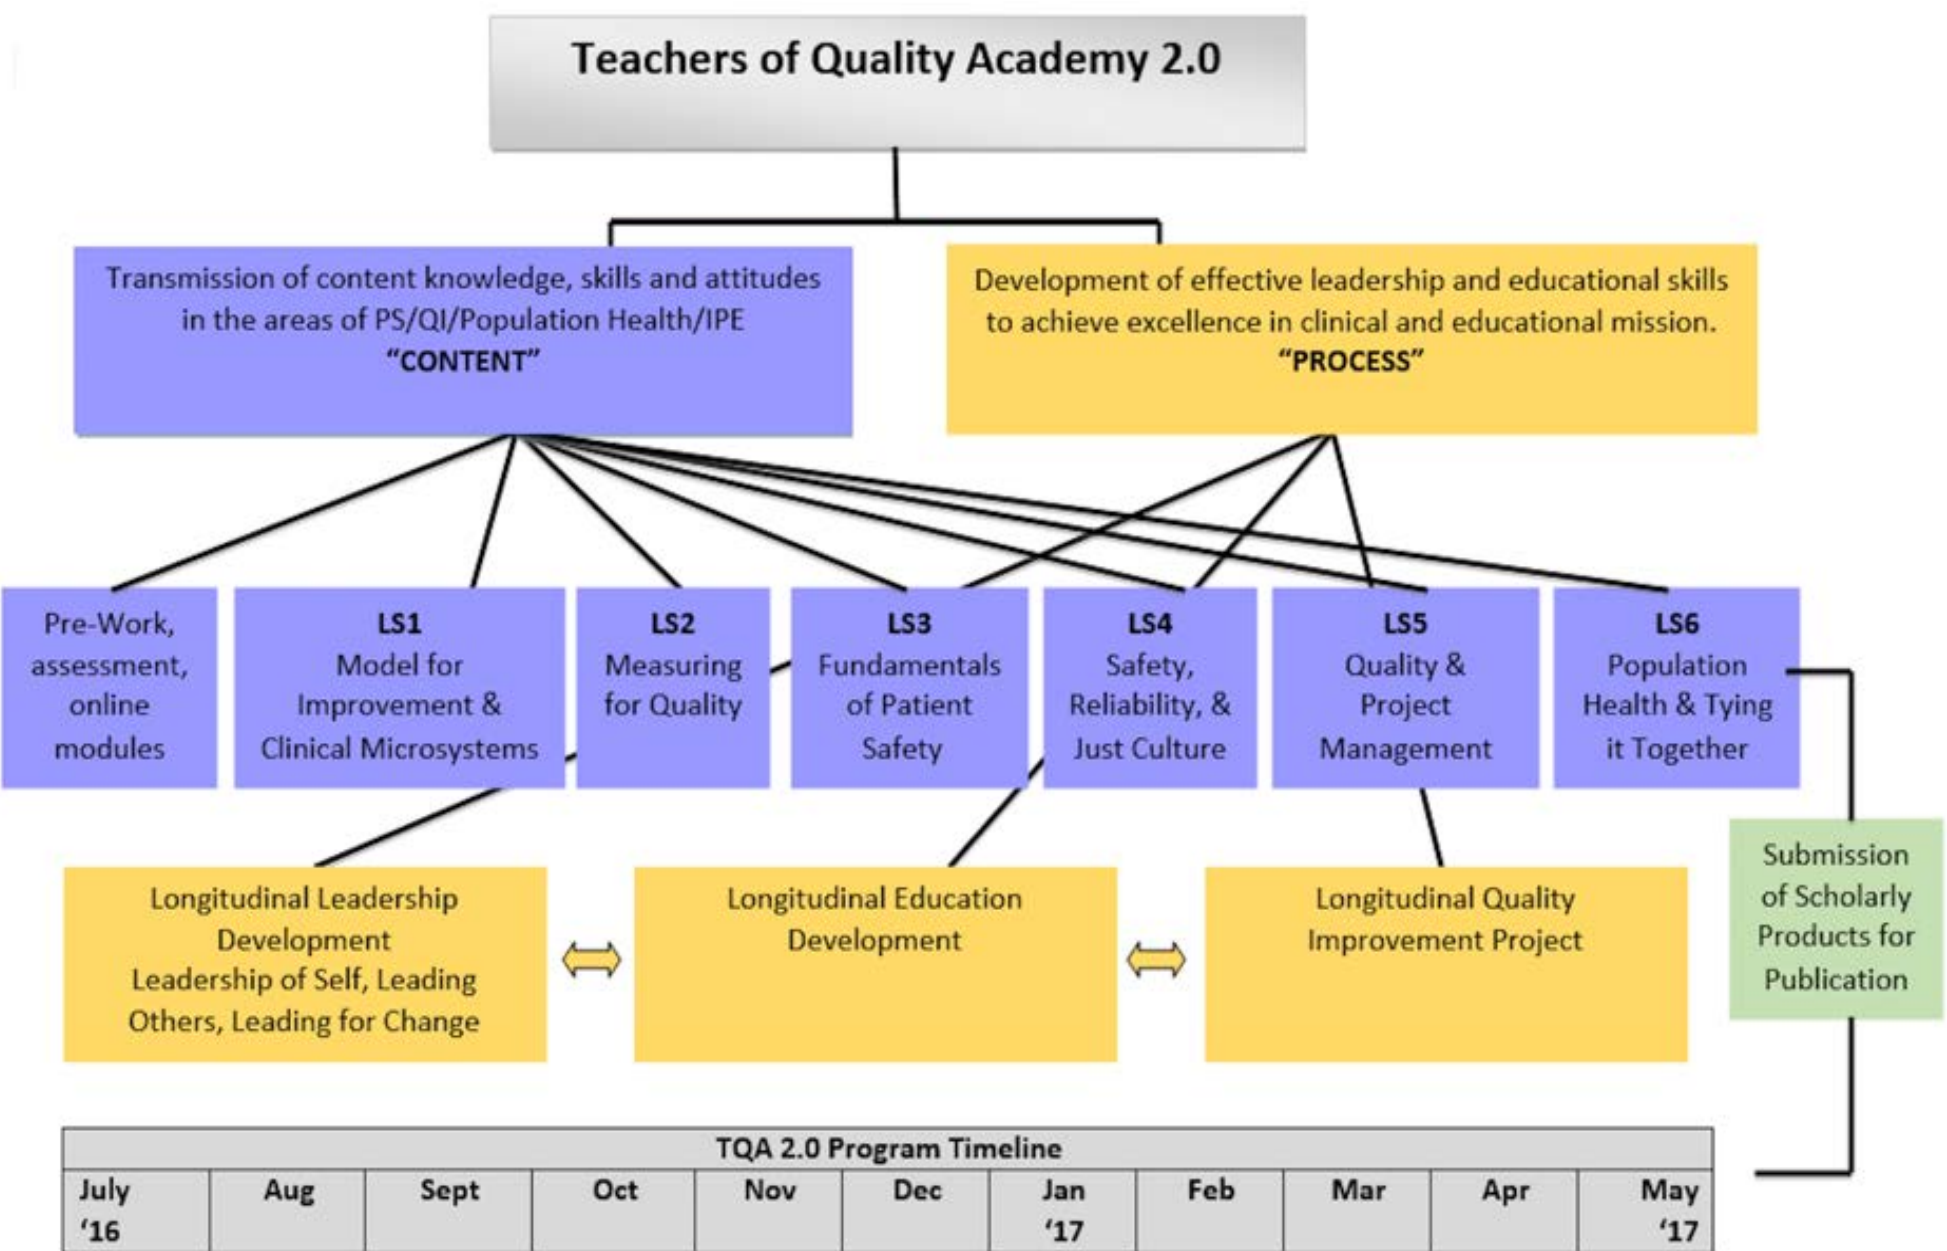 Teachers of Quality Academy 2.0
Transmission of content knowledge, skills and attitudes
in the areas of PS/QI/Population Health/IPE
“CONTENT”
Development of effective leadership and educational skills
to achieve excellence in clinical and educational mission.
“PROCESS”
Pre-Work,
assessment,
online
modules
LS1
Model for
Improvement &
Clinical Microsystems
LS2
Measuring
for Quality
LS3
Fundamentals
of Patient
Safety
LS4
Safety,
Reliability, &
Just Culture
LS5
Quality &
Project
Management
LS6
Population
Health & Tying
it Together
Longitudinal Leadership
Development
Leadership of Self, Leading
Others, Leading for Change
Longitudinal Education
Development
Longitudinal Quality
Improvement Project
Submission
of Scholarly
Products for
Publication
TQA 2.0 Program Timeline
July
‘16
Aug
Sept
Oct
Nov
Dec
Jan
‘17
Feb
Mar
Apr
May
‘17